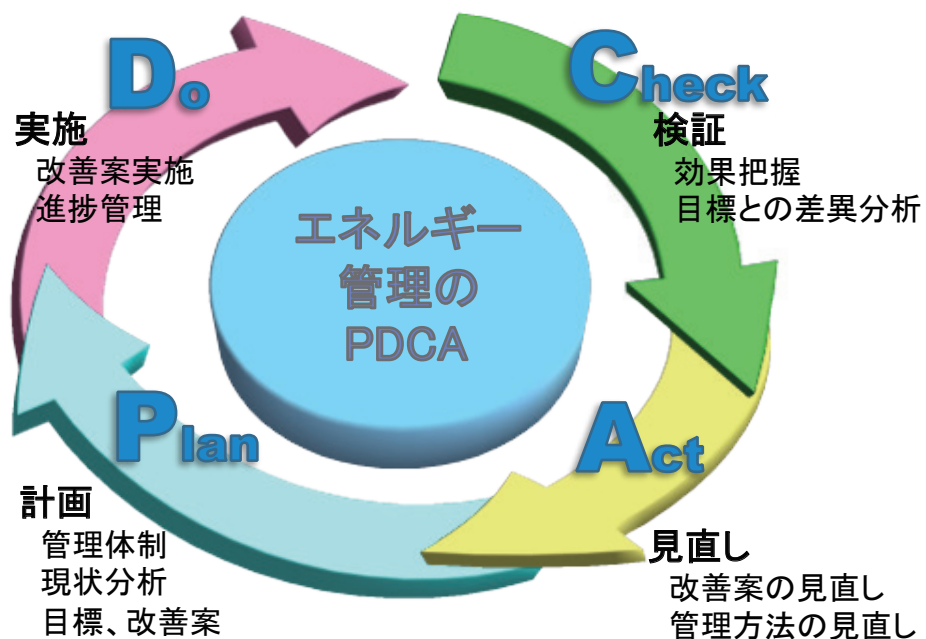 Do
実施
改善案実施
進捗管理
Check
検証
効果把握
目標との差異分析
エネルギー
管理の
PDCA
Plan
計画
管理体制
現状分析
目標、改善案
Act
見直し
改善案の見直し
管理方法の見直し